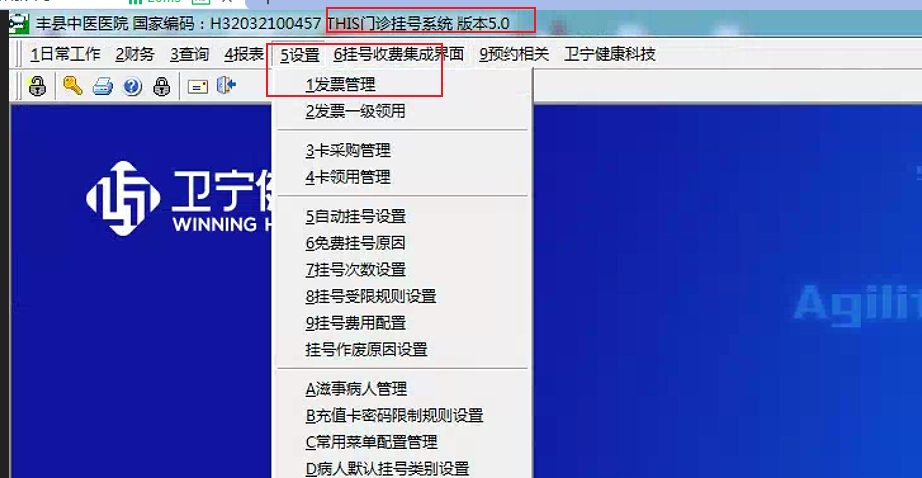 丰县中医医院 国家编码：H32032100457 THIS门诊挂号系统 版本5.0
1日常工作 2财务 3查询 4报表 5设置 6挂号收费集成界面 9预约相关 卫宁健康科技
1发票管理
2发票一级领用
3卡采购管理
4卡领用管理
5自动挂号设置
6免费挂号原因
7挂号次数设置
8挂号受限规则设置
9挂号费用配置
挂号作废原因设置
A滋事病人管理
B充值卡密码限制规则设置
C常用菜单配置管理
D病人默认挂号类别设置
卫宁
WINNING
Agili